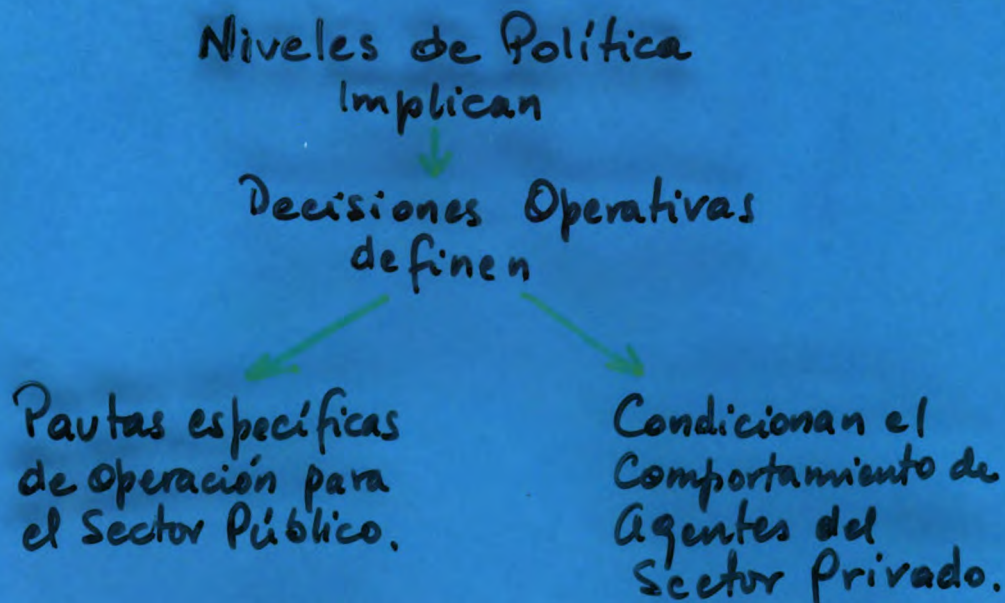 Niveles de Política
Implican
Decisiones Operativas
definen
Pautas específicas
de operación para
el Sector Público.
Condicionan el
Comportamiento de
Agentes del
Sector Privado.